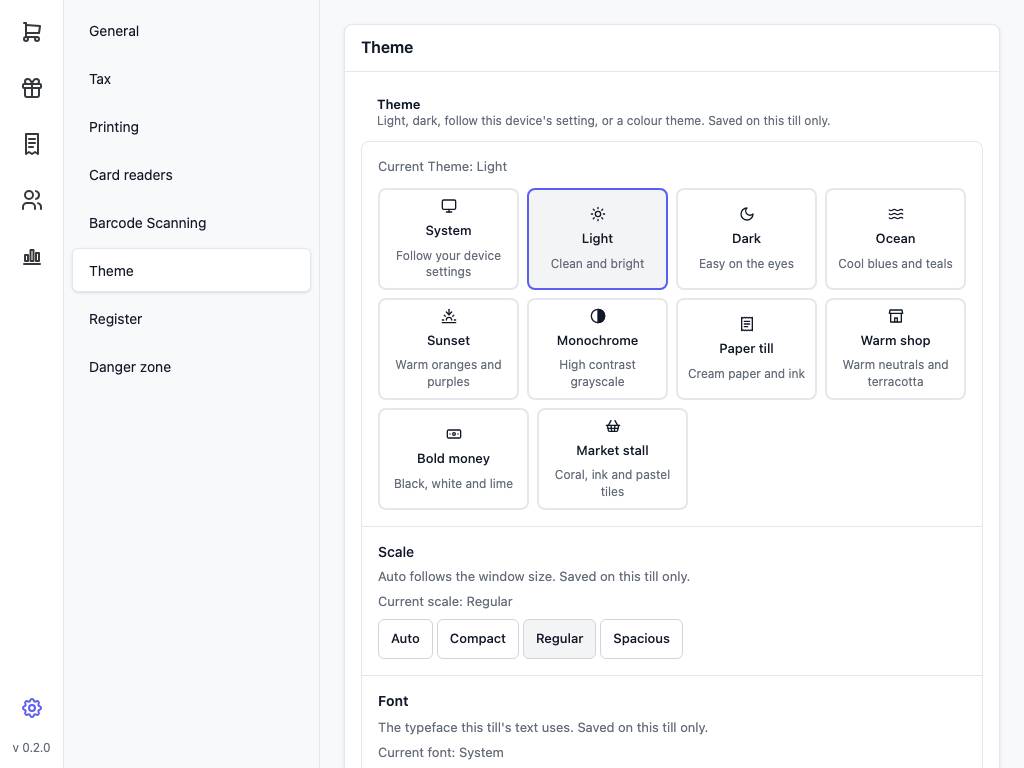 General
Tax
Printing
Card readers
Barcode Scanning
Theme
Register
Danger zone
v 0.2.0
Theme
Theme
Light, dark, follow this device's setting, or a colour theme. Saved on this till only.
Current Theme: Light
System
Follow your device
settings
Light
Clean and bright
Dark
Easy on the eyes
Ocean
Cool blues and teals
Sunset
Warm oranges and
purples
Monochrome
High contrast
grayscale
Paper till
Cream paper and ink
Warm shop
Warm neutrals and
terracotta
Bold money
Black, white and lime
Market stall
Coral, ink and pastel
tiles
Scale
Auto follows the window size. Saved on this till only.
Current scale: Regular
Auto
Compact
Regular
Spacious
Font
The typeface this till's text uses. Saved on this till only.
Current font: System